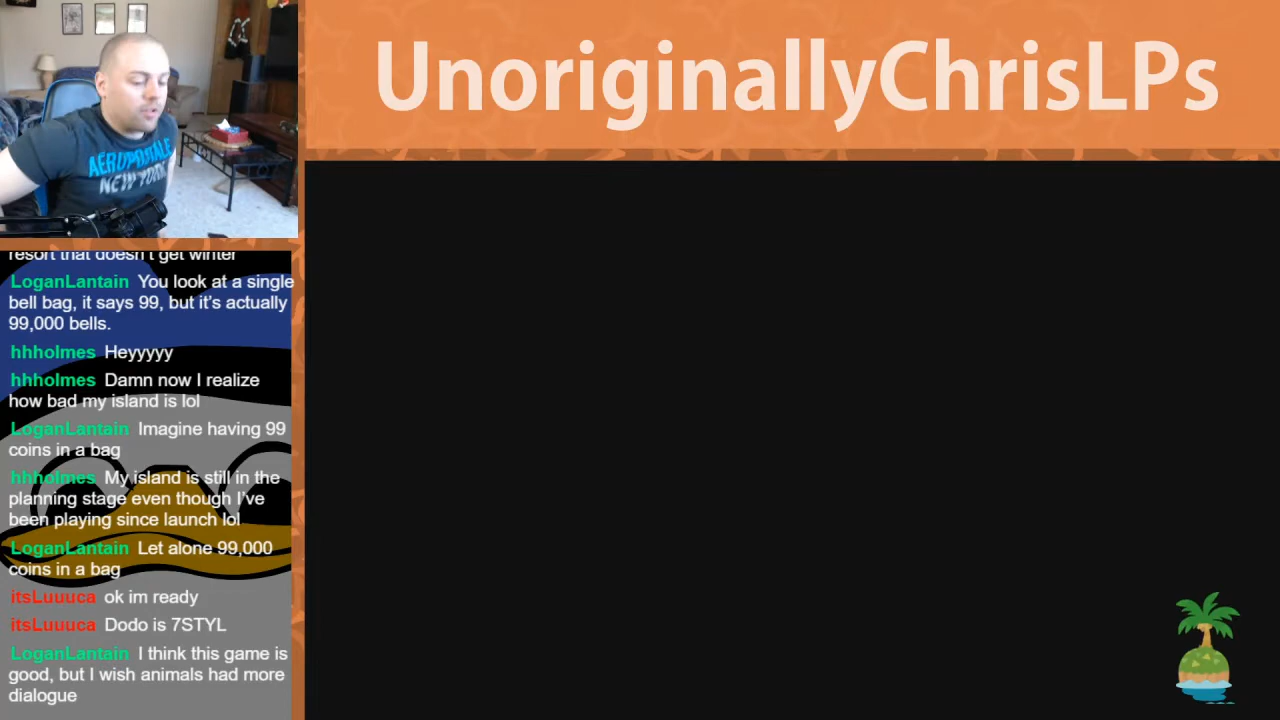 UnoriginallyChrisLPs
AEROPOSTALE
NEW YORK
resort that doesn't get winter
LoganLantain You look at a single
bell bag, it says 99, but it's actually
99,000 bells.
hhholmes Heyyyyy
hhholmes Damn now I realize
how bad my island is lol
LoganLantain Imagine having 99
coins in a bag
hhholmes My island is still in the
planning stage even though I've
been playing since launch lol
LoganLantain Let alone 99,000
coins in a bag
itsLuuuca ok im ready
itsLuuuca Dodo is 7STYL
LoganLantain I think this game is
good, but I wish animals had more
dialogue